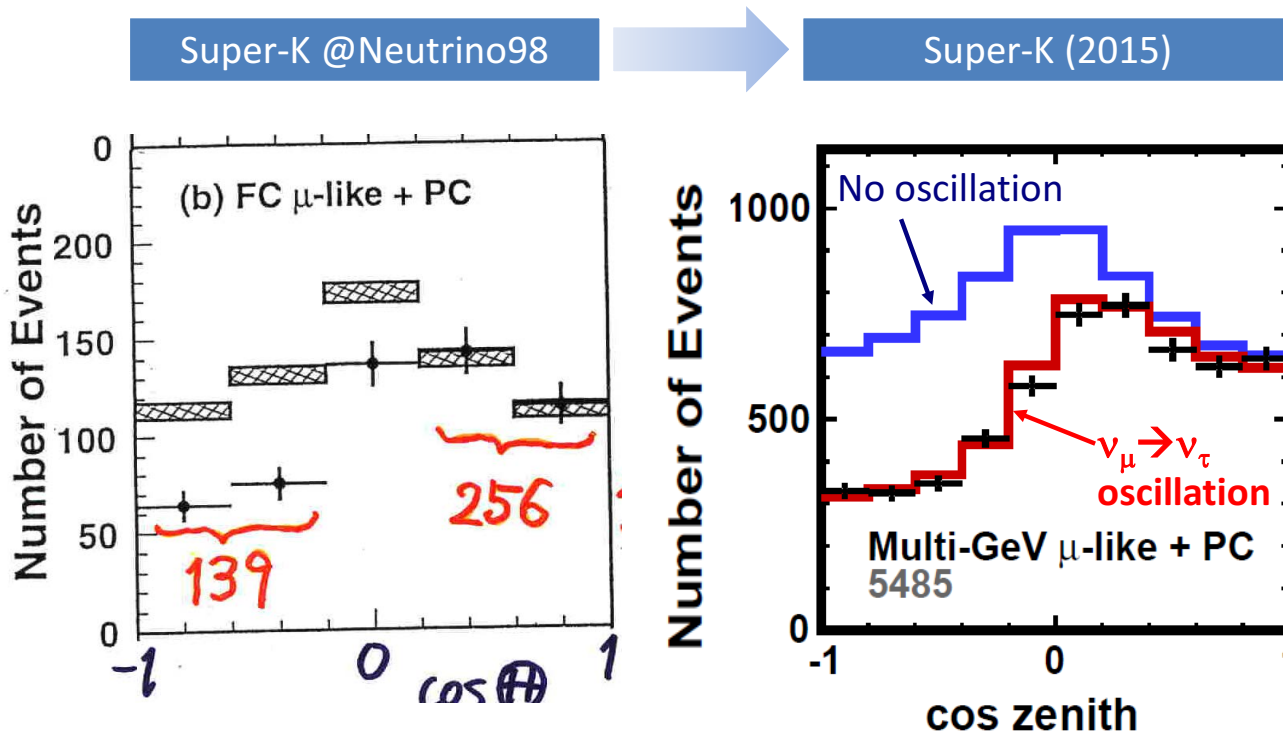 Super-K @Neutrino98
Super-K (2015)
0
(b) FC μ-like + PC
200
150
100
50
0
Number of Events
256
139
-1
0
1
cos Ⓗ
No oscillation
1000
500
0
Number of Events
νμ→ντ
oscillation
Multi-GeV μ-like + PC
5485
-1
0
cos zenith